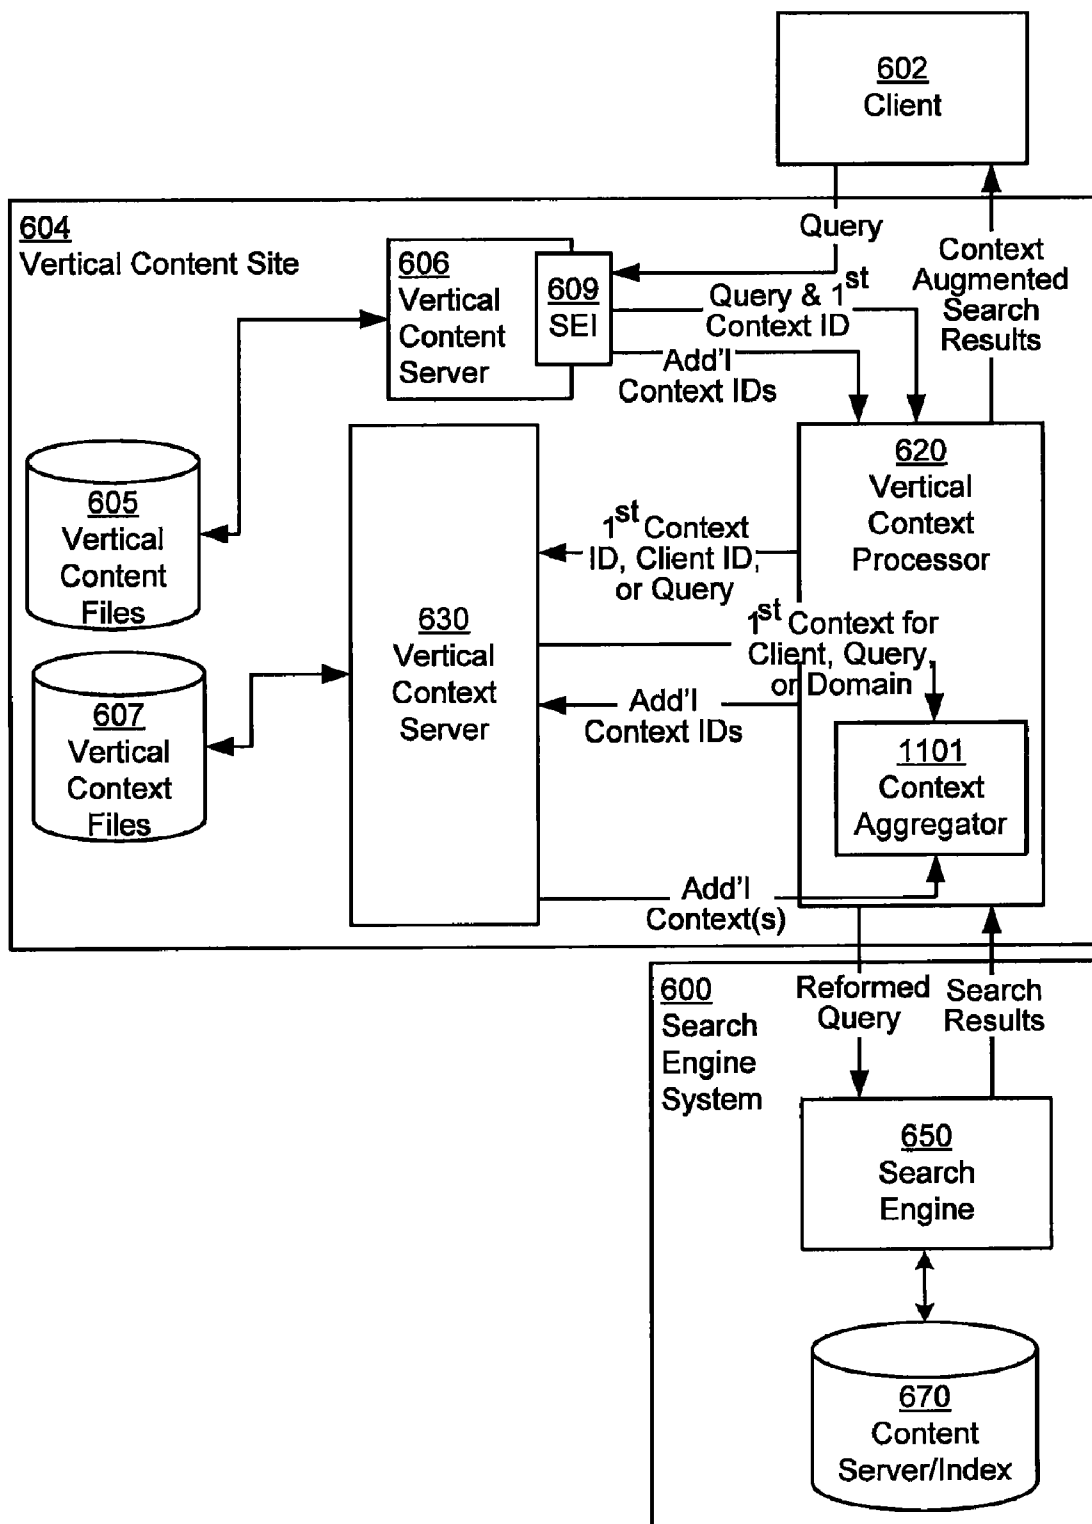 602
Client
604
Vertical Content Site
Query
Context
Augmented
Search
Results
606
Vertical
Content
Server
609
SEI
Query & 1st
Context ID
Add'l
Context IDs
605
Vertical
Content
Files
620
Vertical
Context
Processor
1st Context
ID, Client ID,
or Query
630
Vertical
Context
Server
1st Context for
Client, Query,
or Domain
607
Vertical
Context
Files
Add'l
Context IDs
1101
Context
Aggregator
Add'l
Context(s)
600
Search
Engine
System
Reformed
Query
Search
Results
650
Search
Engine
670
Content
Server/Index